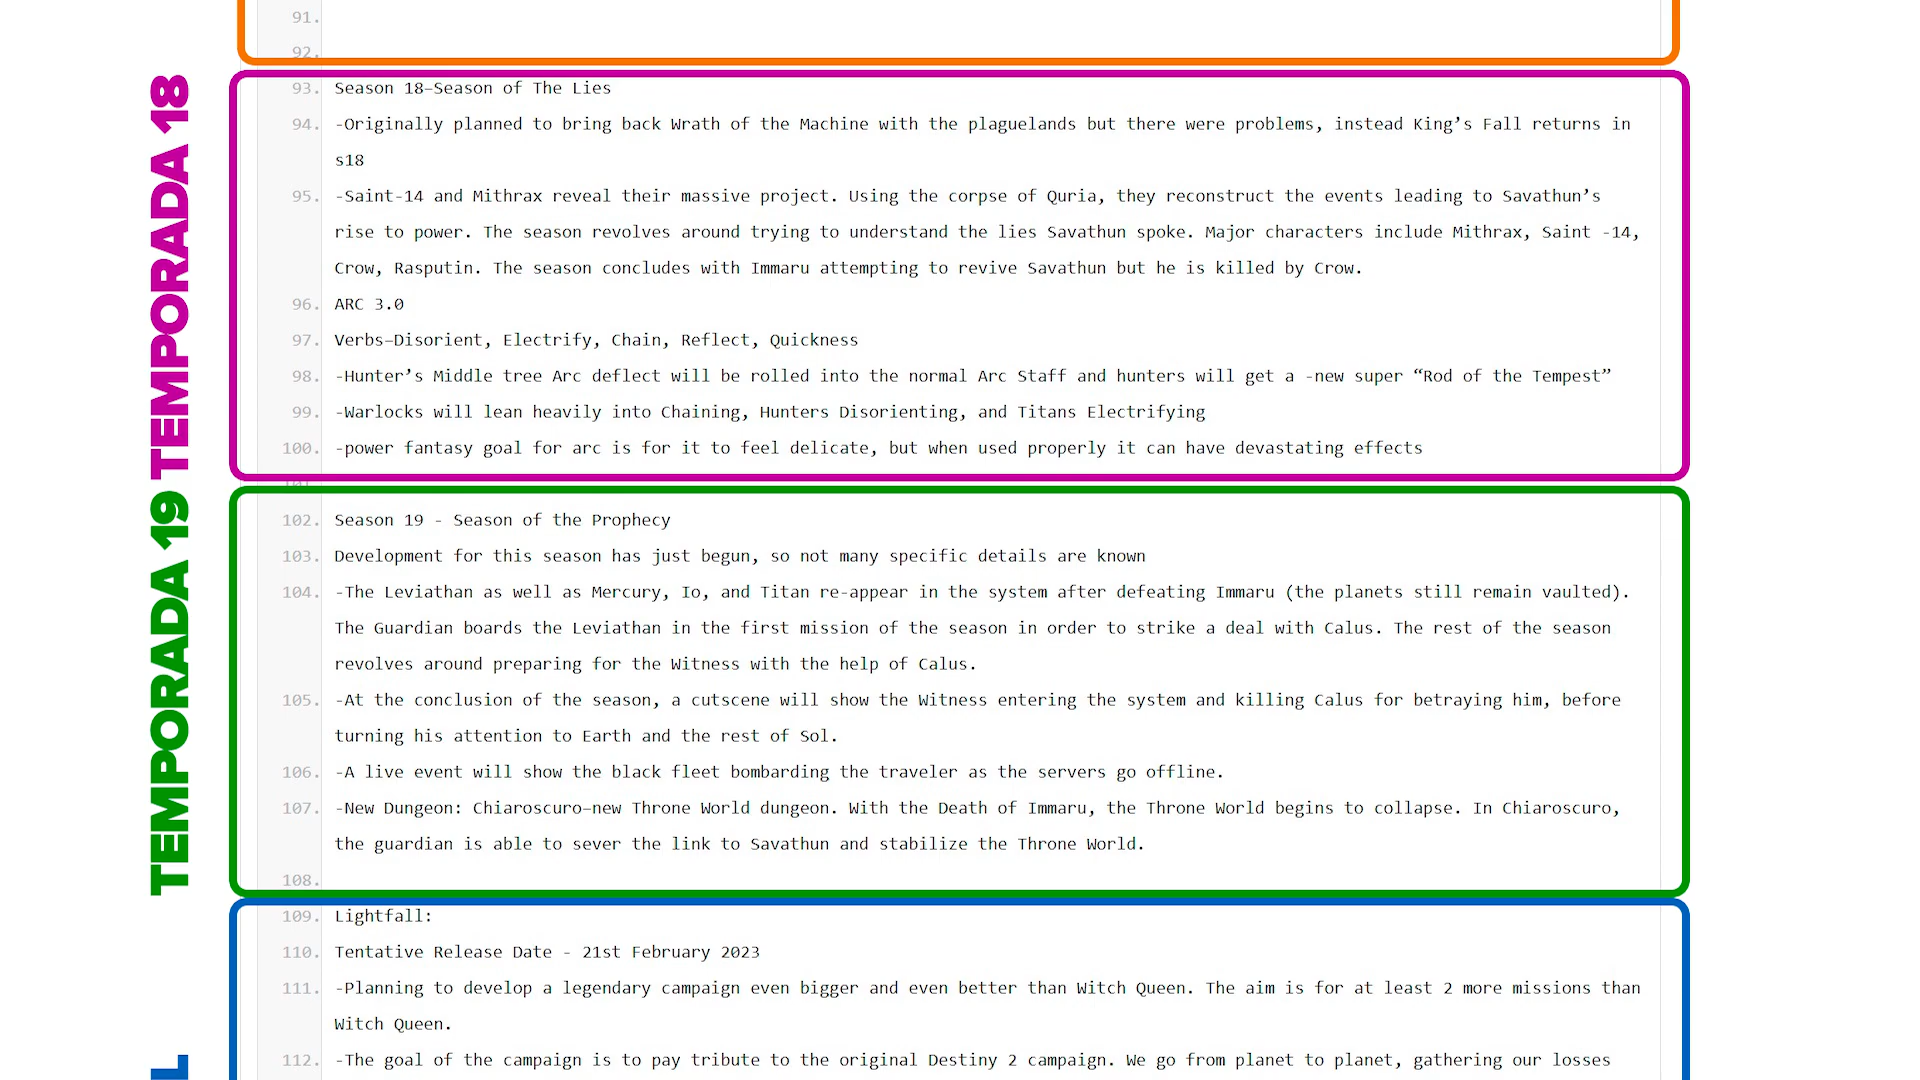 91.
92.
TEMPORADA 18
93. Season 18–Season of The Lies
94. -Originally planned to bring back Wrath of the Machine with the plaguelands but there were problems, instead King’s Fall returns in
s18
95. -Saint-14 and Mithrax reveal their massive project. Using the corpse of Quria, they reconstruct the events leading to Savathun’s
rise to power. The season revolves around trying to understand the lies Savathun spoke. Major characters include Mithrax, Saint -14,
Crow, Rasputin. The season concludes with Immaru attempting to revive Savathun but he is killed by Crow.
96. ARC 3.0
97. Verbs–Disorient, Electrify, Chain, Reflect, Quickness
98. -Hunter’s Middle tree Arc deflect will be rolled into the normal Arc Staff and hunters will get a -new super “Rod of the Tempest”
99. -Warlocks will lean heavily into Chaining, Hunters Disorienting, and Titans Electrifying
100. -power fantasy goal for arc is for it to feel delicate, but when used properly it can have devastating effects
TEMPORADA 19
102. Season 19 - Season of the Prophecy
103. Development for this season has just begun, so not many specific details are known
104. -The Leviathan as well as Mercury, Io, and Titan re-appear in the system after defeating Immaru (the planets still remain vaulted).
The Guardian boards the Leviathan in the first mission of the season in order to strike a deal with Calus. The rest of the season
revolves around preparing for the Witness with the help of Calus.
105. -At the conclusion of the season, a cutscene will show the Witness entering the system and killing Calus for betraying him, before
turning his attention to Earth and the rest of Sol.
106. -A live event will show the black fleet bombarding the traveler as the servers go offline.
107. -New Dungeon: Chiaroscuro–new Throne World dungeon. With the Death of Immaru, the Throne World begins to collapse. In Chiaroscuro,
the guardian is able to sever the link to Savathun and stabilize the Throne World.
108.
L
109. Lightfall:
110. Tentative Release Date - 21st February 2023
111. -Planning to develop a legendary campaign even bigger and even better than Witch Queen. The aim is for at least 2 more missions than
Witch Queen.
112. -The goal of the campaign is to pay tribute to the original Destiny 2 campaign. We go from planet to planet, gathering our losses